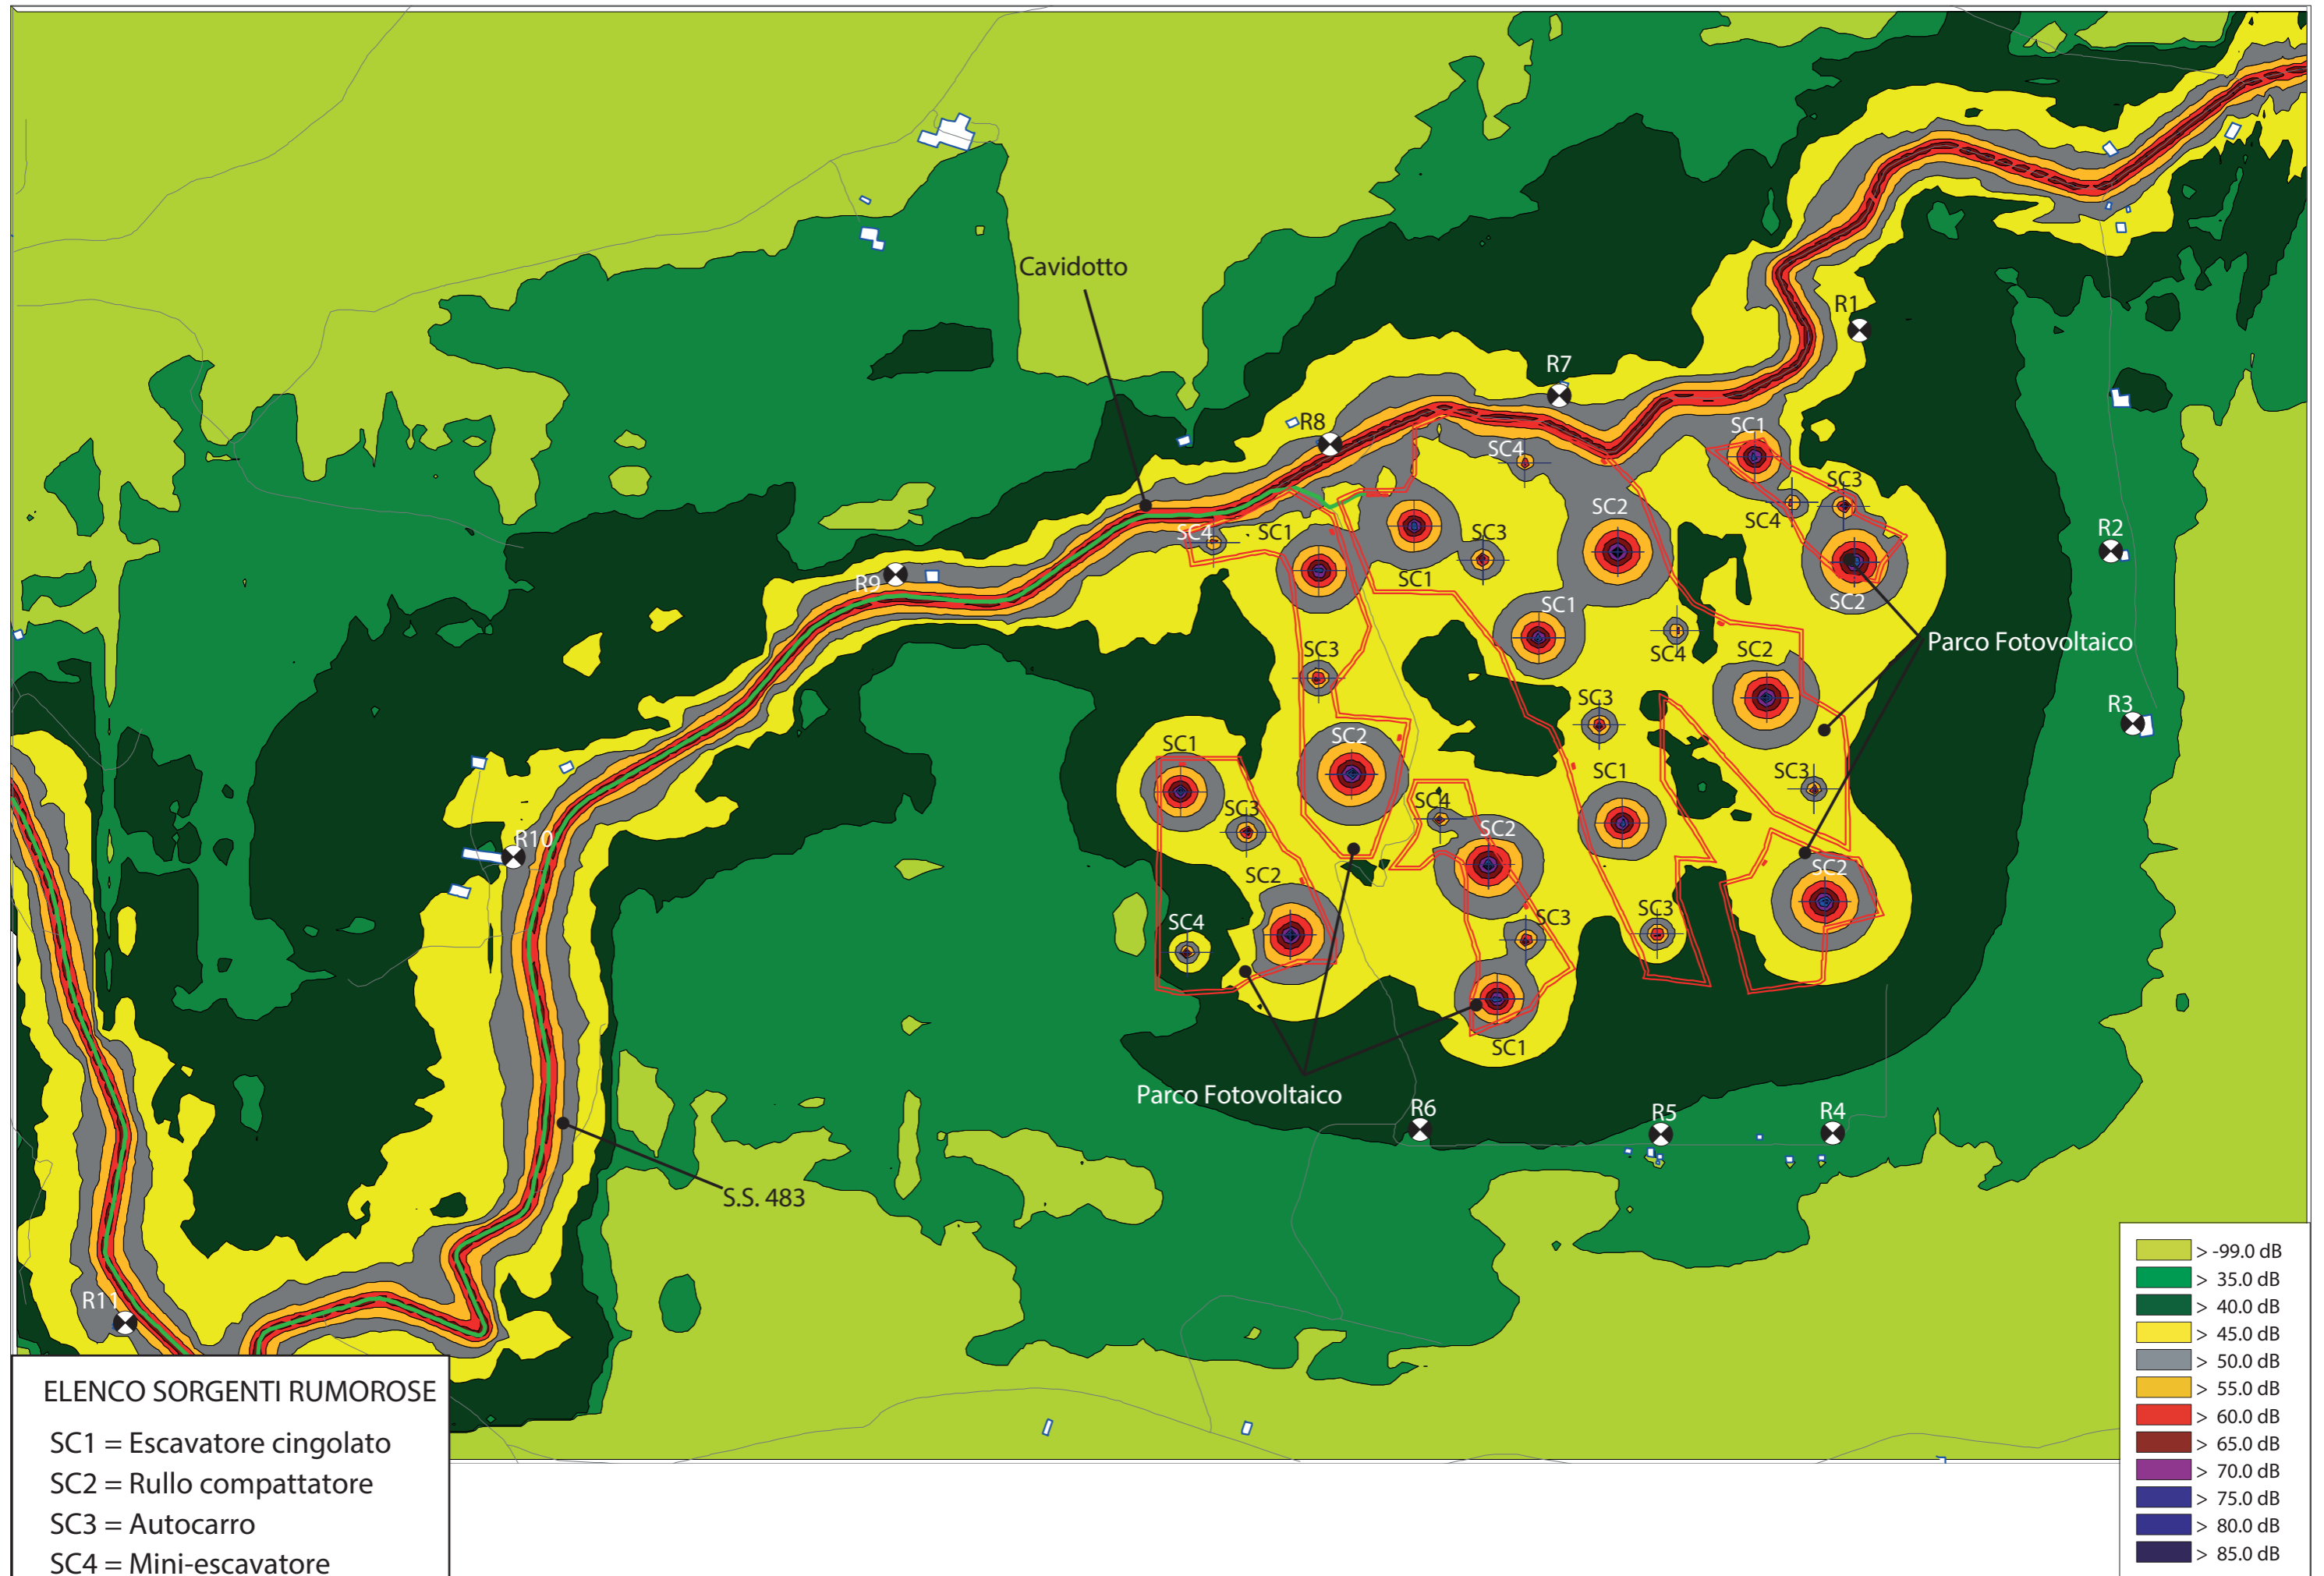 Cavidotto
R1
R7
R8
SC1
SC4
SC3
SC2
SC4
SC4
SC1
SC3
R2
R9
SC1
SC2
SC1
Parco Fotovoltaico
SC3
SC4
SC2
SC3
R3
SC1
SC2
SC1
SC3
SC3
SC4
SC2
R10
SC2
SC2
SC4
SC3
SC3
SC1
Parco Fotovoltaico
R6
R5
R4
S.S. 483
R11
> -99.0 dB
> 35.0 dB
> 40.0 dB
> 45.0 dB
> 50.0 dB
> 55.0 dB
> 60.0 dB
> 65.0 dB
> 70.0 dB
> 75.0 dB
> 80.0 dB
> 85.0 dB
ELENCO SORGENTI RUMOROSE
SC1 = Escavatore cingolato
SC2 = Rullo compattatore
SC3 = Autocarro
SC4 = Mini-escavatore